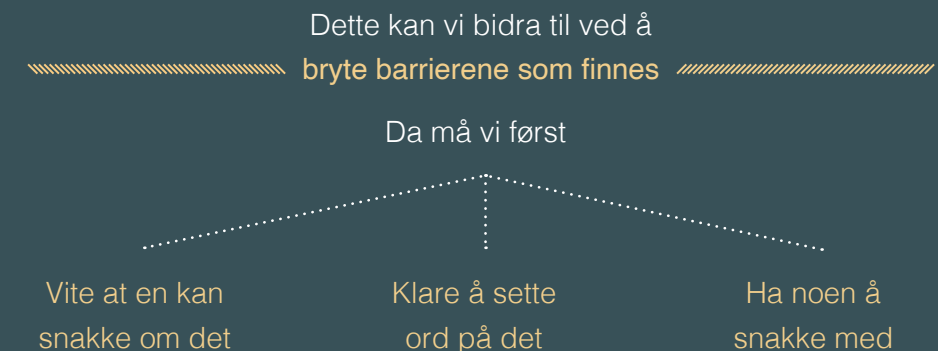 Dette kan vi bidra til ved å
bryte barrierene som finnes
Da må vi først
Vite at en kan
snakke om det
Klare å sette
ord på det
Ha noen å
snakke med